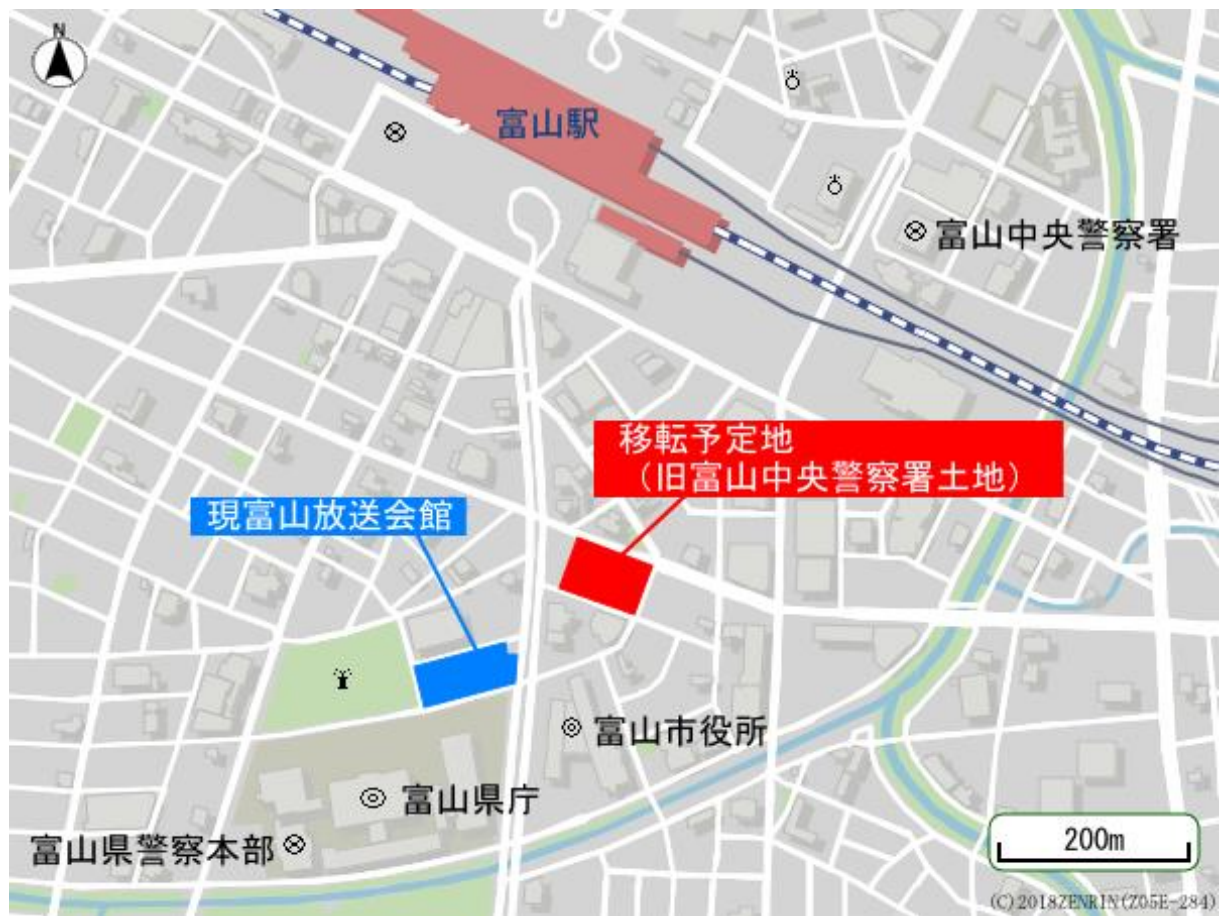 N
富山駅
富山中央警察署
移転予定地
（旧富山中央警察署土地）
現富山放送会館
富山市役所
富山県庁
富山県警察本部
200m
(C)2018ZENRIN(Z05E-284)